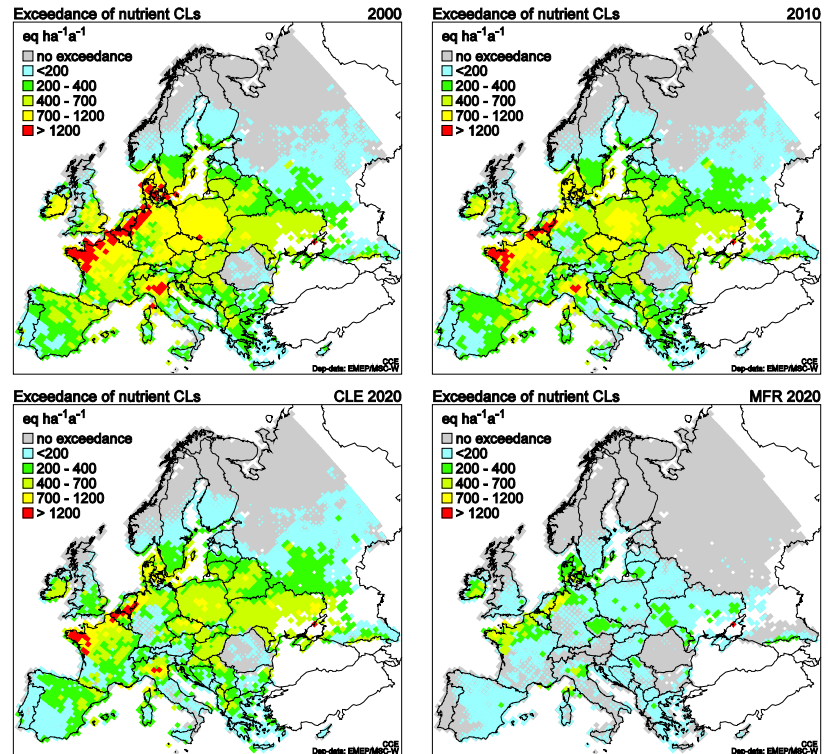 Exceedance of nutrient CLs 2000
eq ha⁻¹a⁻¹
no exceedance
<200
200 - 400
400 - 700
700 - 1200
> 1200
CCE
Dep-data: EMEP/MSC-W
Exceedance of nutrient CLs 2010
eq ha⁻¹a⁻¹
no exceedance
<200
200 - 400
400 - 700
700 - 1200
> 1200
CCE
Dep-data: EMEP/MSC-W
Exceedance of nutrient CLs CLE 2020
eq ha⁻¹a⁻¹
no exceedance
<200
200 - 400
400 - 700
700 - 1200
> 1200
CCE
Dep-data: EMEP/MSC-W
Exceedance of nutrient CLs MFR 2020
eq ha⁻¹a⁻¹
no exceedance
<200
200 - 400
400 - 700
700 - 1200
> 1200
CCE
Dep-data: EMEP/MSC-W